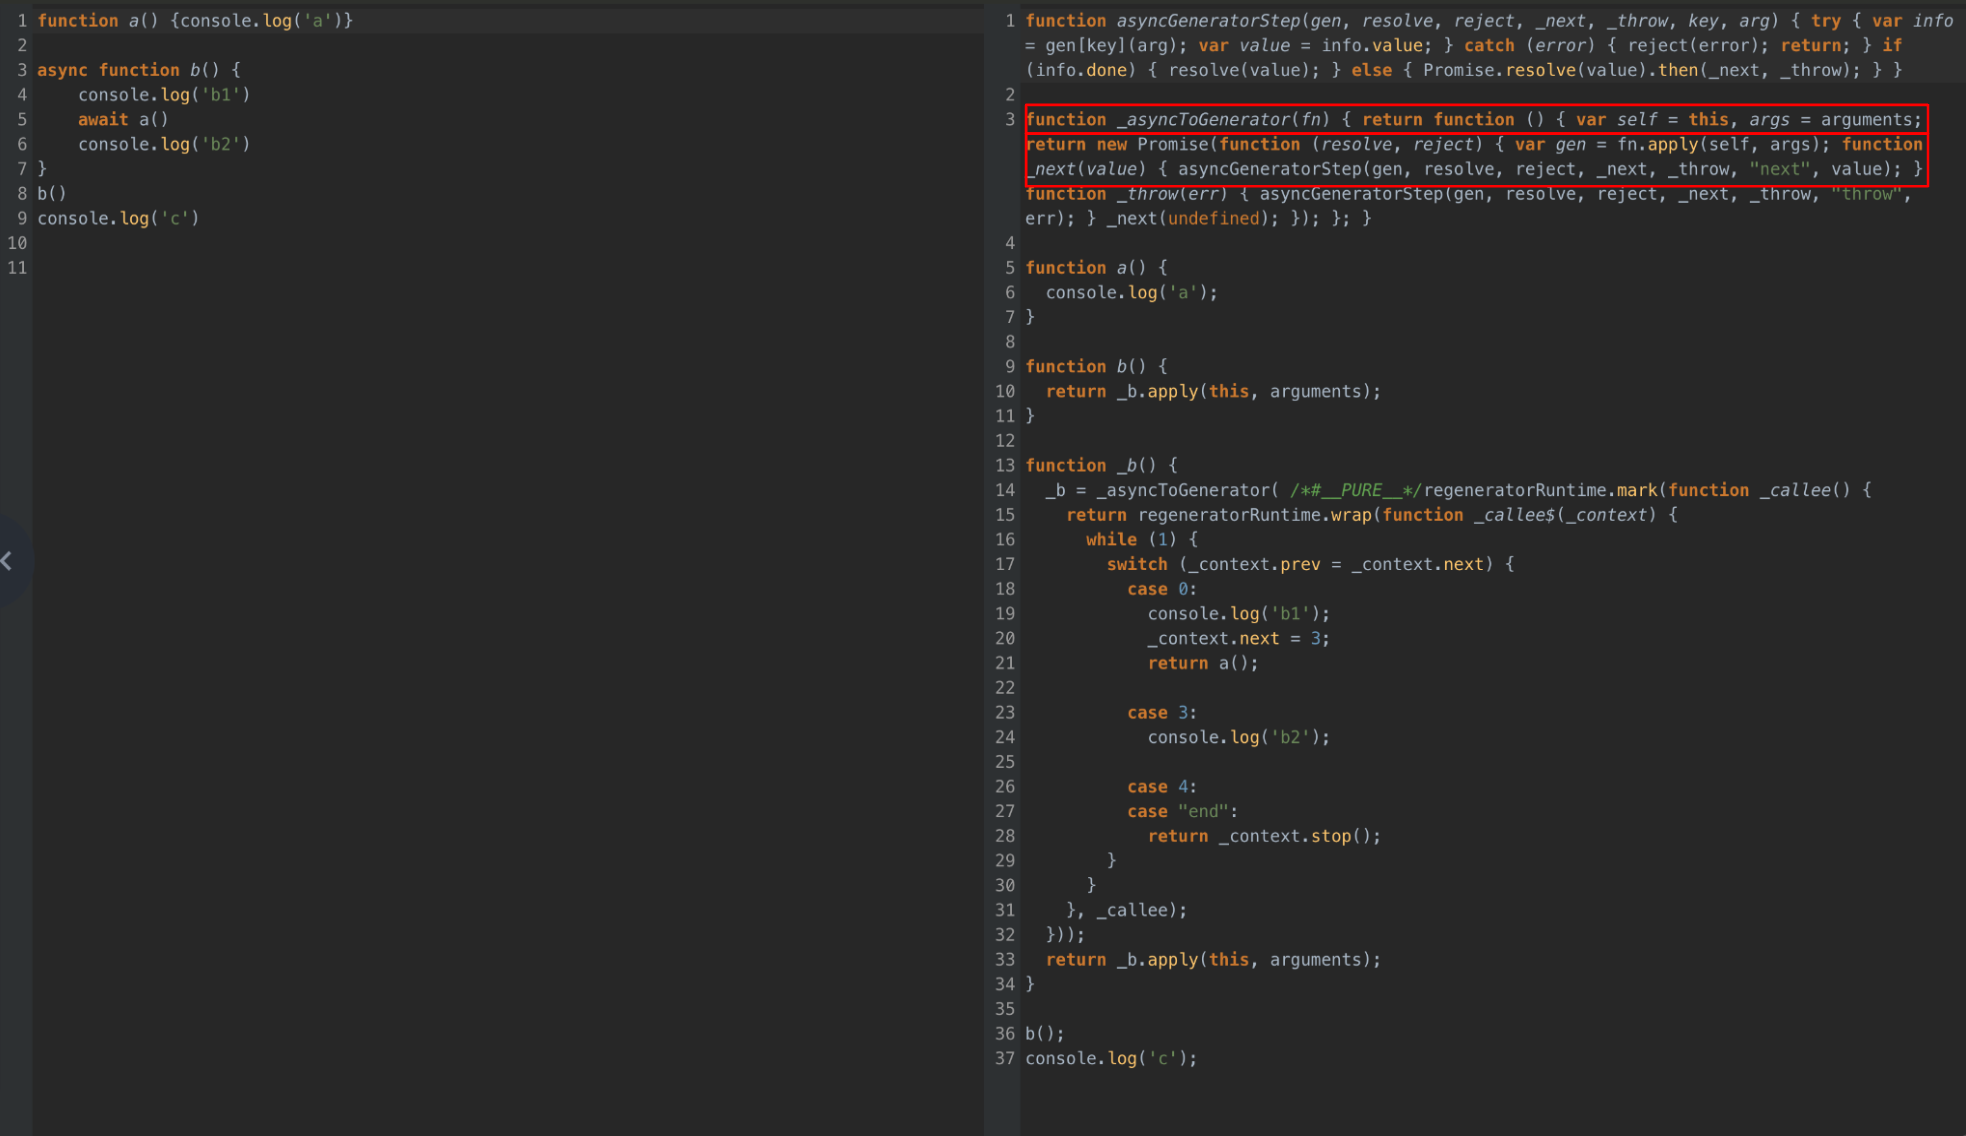 1 function a() {console.log('a')}
2
3 async function b() {
4     console.log('b1')
5     await a()
6     console.log('b2')
7 }
8 b()
9 console.log('c')
10
11
1 function asyncGeneratorStep(gen, resolve, reject, _next, _throw, key, arg) { try { var info
= gen[key](arg); var value = info.value; } catch (error) { reject(error); return; } if
(info.done) { resolve(value); } else { Promise.resolve(value).then(_next, _throw); } }
2
3 function _asyncToGenerator(fn) { return function () { var self = this, args = arguments;
return new Promise(function (resolve, reject) { var gen = fn.apply(self, args); function
_next(value) { asyncGeneratorStep(gen, resolve, reject, _next, _throw, "next", value); }
function _throw(err) { asyncGeneratorStep(gen, resolve, reject, _next, _throw, "throw",
err); } _next(undefined); }); }; }
4
5 function a() {
6   console.log('a');
7 }
8
9 function b() {
10   return _b.apply(this, arguments);
11 }
12
13 function _b() {
14   _b = _asyncToGenerator( /*#__PURE__*/regeneratorRuntime.mark(function _callee() {
15     return regeneratorRuntime.wrap(function _callee$(_context) {
16       while (1) {
17         switch (_context.prev = _context.next) {
18           case 0:
19             console.log('b1');
20             _context.next = 3;
21             return a();
22
23           case 3:
24             console.log('b2');
25
26           case 4:
27           case "end":
28             return _context.stop();
29         }
30       }
31     }, _callee);
32   }));
33   return _b.apply(this, arguments);
34 }
35
36 b();
37 console.log('c');